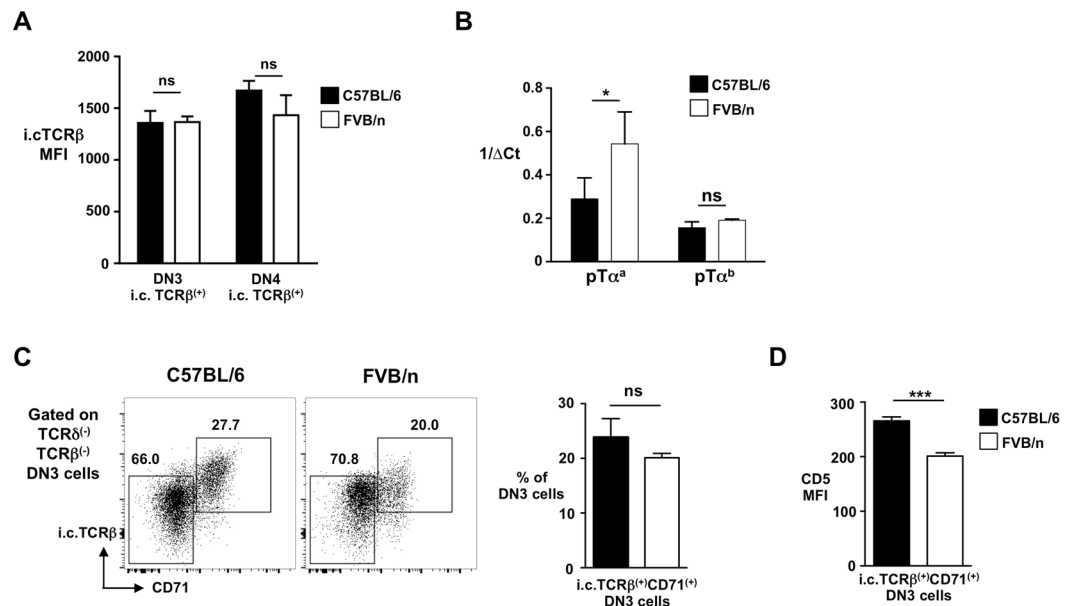 A
2000
1500
1000
500
0
i.cTCRβ
MFI
ns
ns
C57BL/6
FVB/n
DN3
i.c. TCRβ(+)
DN4
i.c. TCRβ(+)
B
0.8
0.6
0.4
0.2
0
1/ΔCt
*
ns
C57BL/6
FVB/n
pTαa
pTαb
C
C57BL/6
FVB/n
Gated on
TCRδ(-)
TCRβ(-)
DN3 cells
66.0
27.7
70.8
20.0
i.c.TCRβ
CD71
30
20
10
0
% of
DN3 cells
ns
i.c.TCRβ(+)CD71(+)
DN3 cells
D
300
200
100
0
CD5
MFI
***
C57BL/6
FVB/n
i.c.TCRβ(+)CD71(+)
DN3 cells